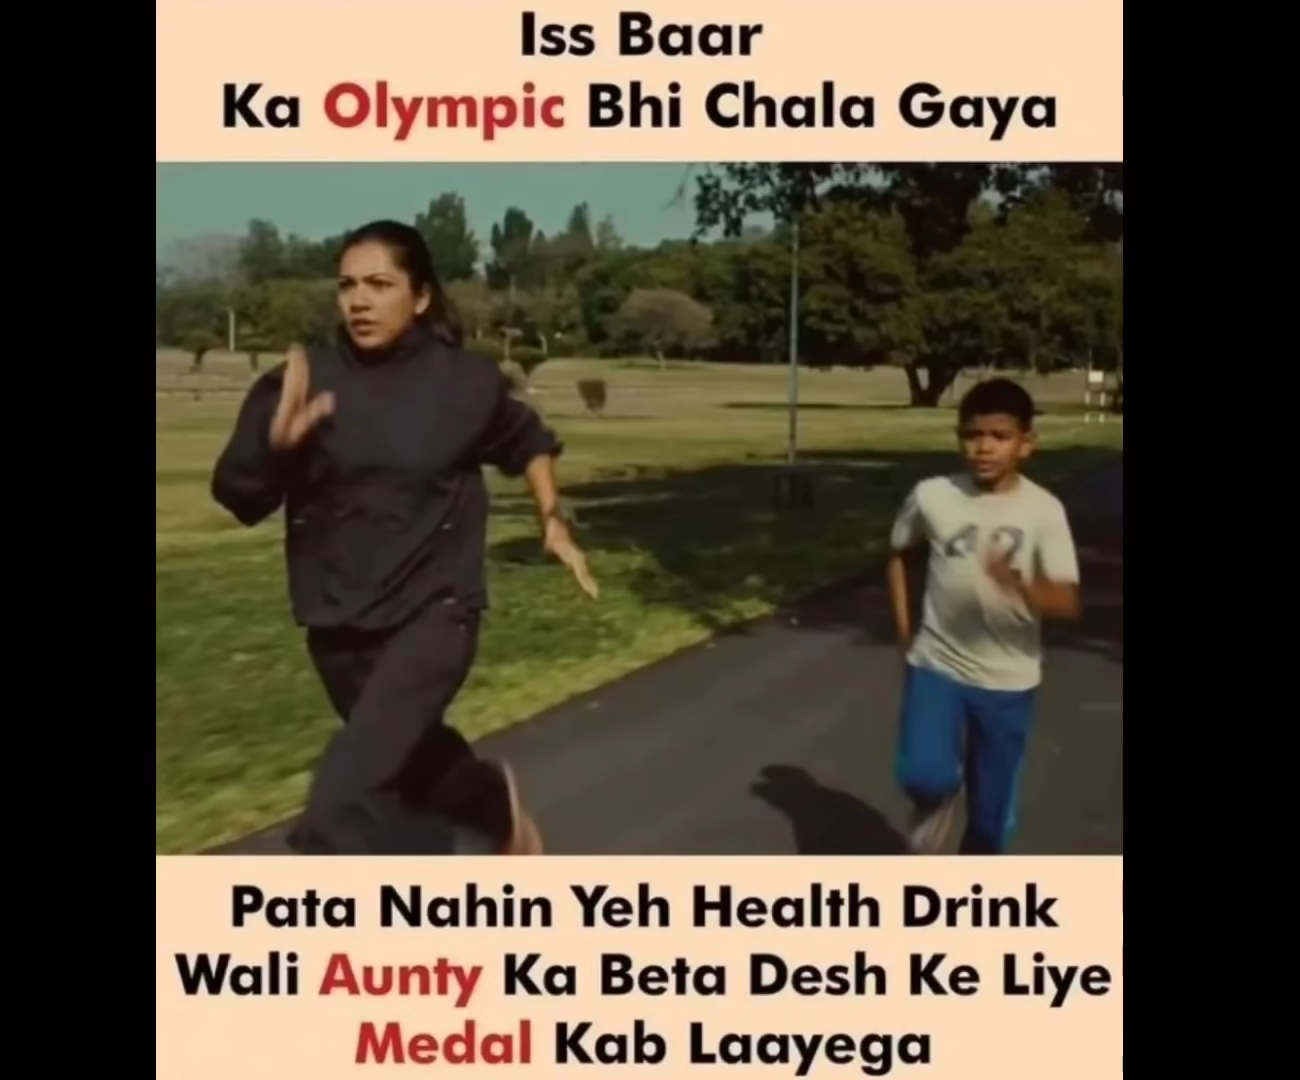 Iss Baar
Ka Olympic Bhi Chala Gaya
Pata Nahin Yeh Health Drink
Wali Aunty Ka Beta Desh Ke Liye
Medal Kab Laayega